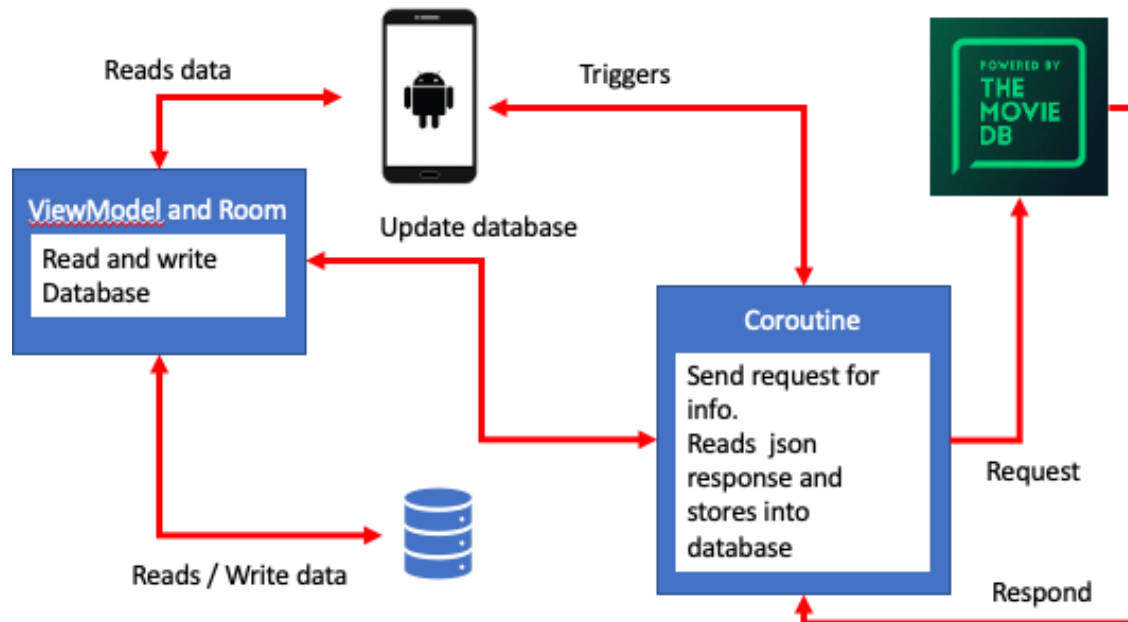 Reads data
Triggers
POWERED BY
THE
MOVIE
DB
ViewModel and Room
Read and write
Database
Update database
Coroutine
Send request for
info.
Reads  json
response and
stores into
database
Request
Reads / Write data
Respond